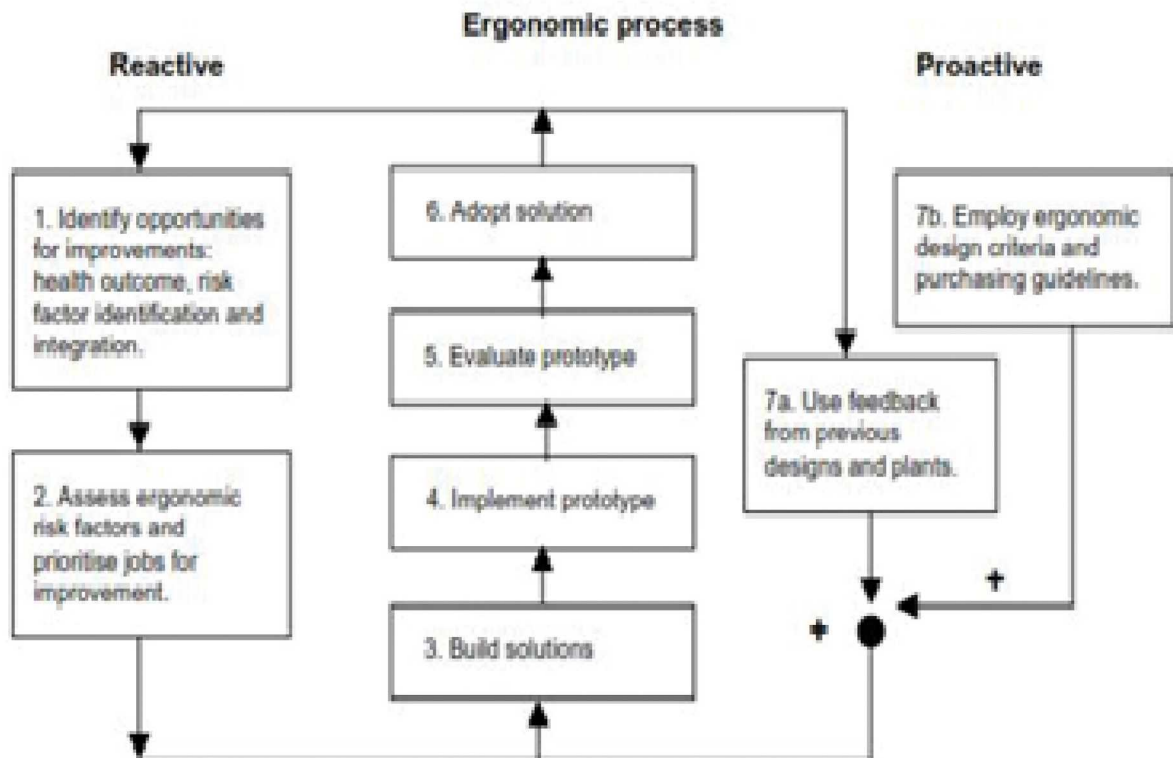 Ergonomic process
Reactive
Proactive
1. Identify opportunities
for improvements:
health outcome, risk
factor identification and
integration.
2. Assess ergonomic
risk factors and
prioritise jobs for
improvement.
6. Adopt solution
5. Evaluate prototype
4. Implement prototype
3. Build solutions
7a. Use feedback
from previous
designs and plants.
7b. Employ ergonomic
design criteria and
purchasing guidelines.
+
+